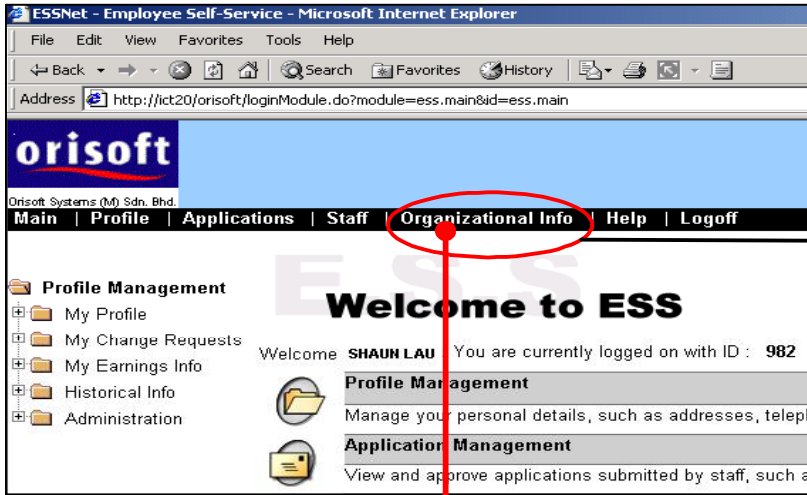 ESSNet - Employee Self-Service - Microsoft Internet Explorer
File Edit View Favorites Tools Help
Back Search Favorites History
Address http://ict20/orisoft/loginModule.do?module=ess.main&id=ess.main
orisoft
Orisoft Systems (M) Sdn. Bhd.
Main | Profile | Applications | Staff | Organizational Info | Help | Logoff
E.S.S
Profile Management
My Profile
My Change Requests
My Earnings Info
Historical Info
Administration
Welcome to ESS
Welcome SHAUN LAU . You are currently logged on with ID : 982
Profile Management
Manage your personal details, such as addresses, telep
Application Management
View and approve applications submitted by staff, such a